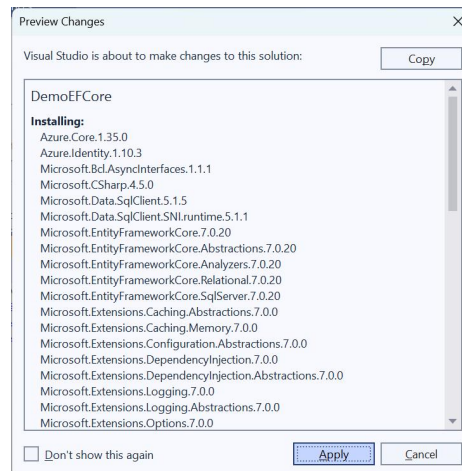 Preview Changes
Visual Studio is about to make changes to this solution:
Copy
DemoEFCore
Installing:
Azure.Core.1.35.0
Azure.Identity.1.10.3
Microsoft.Bcl.AsyncInterfaces.1.1.1
Microsoft.CSharp.4.5.0
Microsoft.Data.SqlClient.5.1.5
Microsoft.Data.SqlClient.SNI.runtime.5.1.1
Microsoft.EntityFrameworkCore.7.0.20
Microsoft.EntityFrameworkCore.Abstractions.7.0.20
Microsoft.EntityFrameworkCore.Analyzers.7.0.20
Microsoft.EntityFrameworkCore.Relational.7.0.20
Microsoft.EntityFrameworkCore.SqlServer.7.0.20
Microsoft.Extensions.Caching.Abstractions.7.0.0
Microsoft.Extensions.Caching.Memory.7.0.0
Microsoft.Extensions.Configuration.Abstractions.7.0.0
Microsoft.Extensions.DependencyInjection.7.0.0
Microsoft.Extensions.DependencyInjection.Abstractions.7.0.0
Microsoft.Extensions.Logging.7.0.0
Microsoft.Extensions.Logging.Abstractions.7.0.0
Microsoft.Extensions.Options.7.0.0
Don't show this again
Apply
Cancel